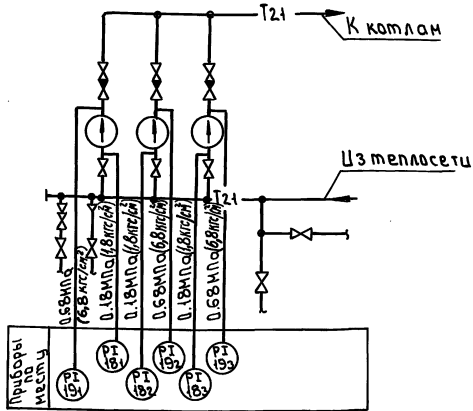 T21
К котлам
Из теплосети
T21
0.68МПа
(6,8кгс/см²)
0.18МПа(1,8кгс/см²)
0.18МПа(1,8кгс/см²)
0.68МПа(6,8кгс/см²)
0.18МПа(1,8кгс/см²)
0.68МПа(6,8кгс/см²)
Приборы
по
месту
PI
19₁
PI
18₁
PI
18₂
PI
19₂
PI
18₃
PI
19₃